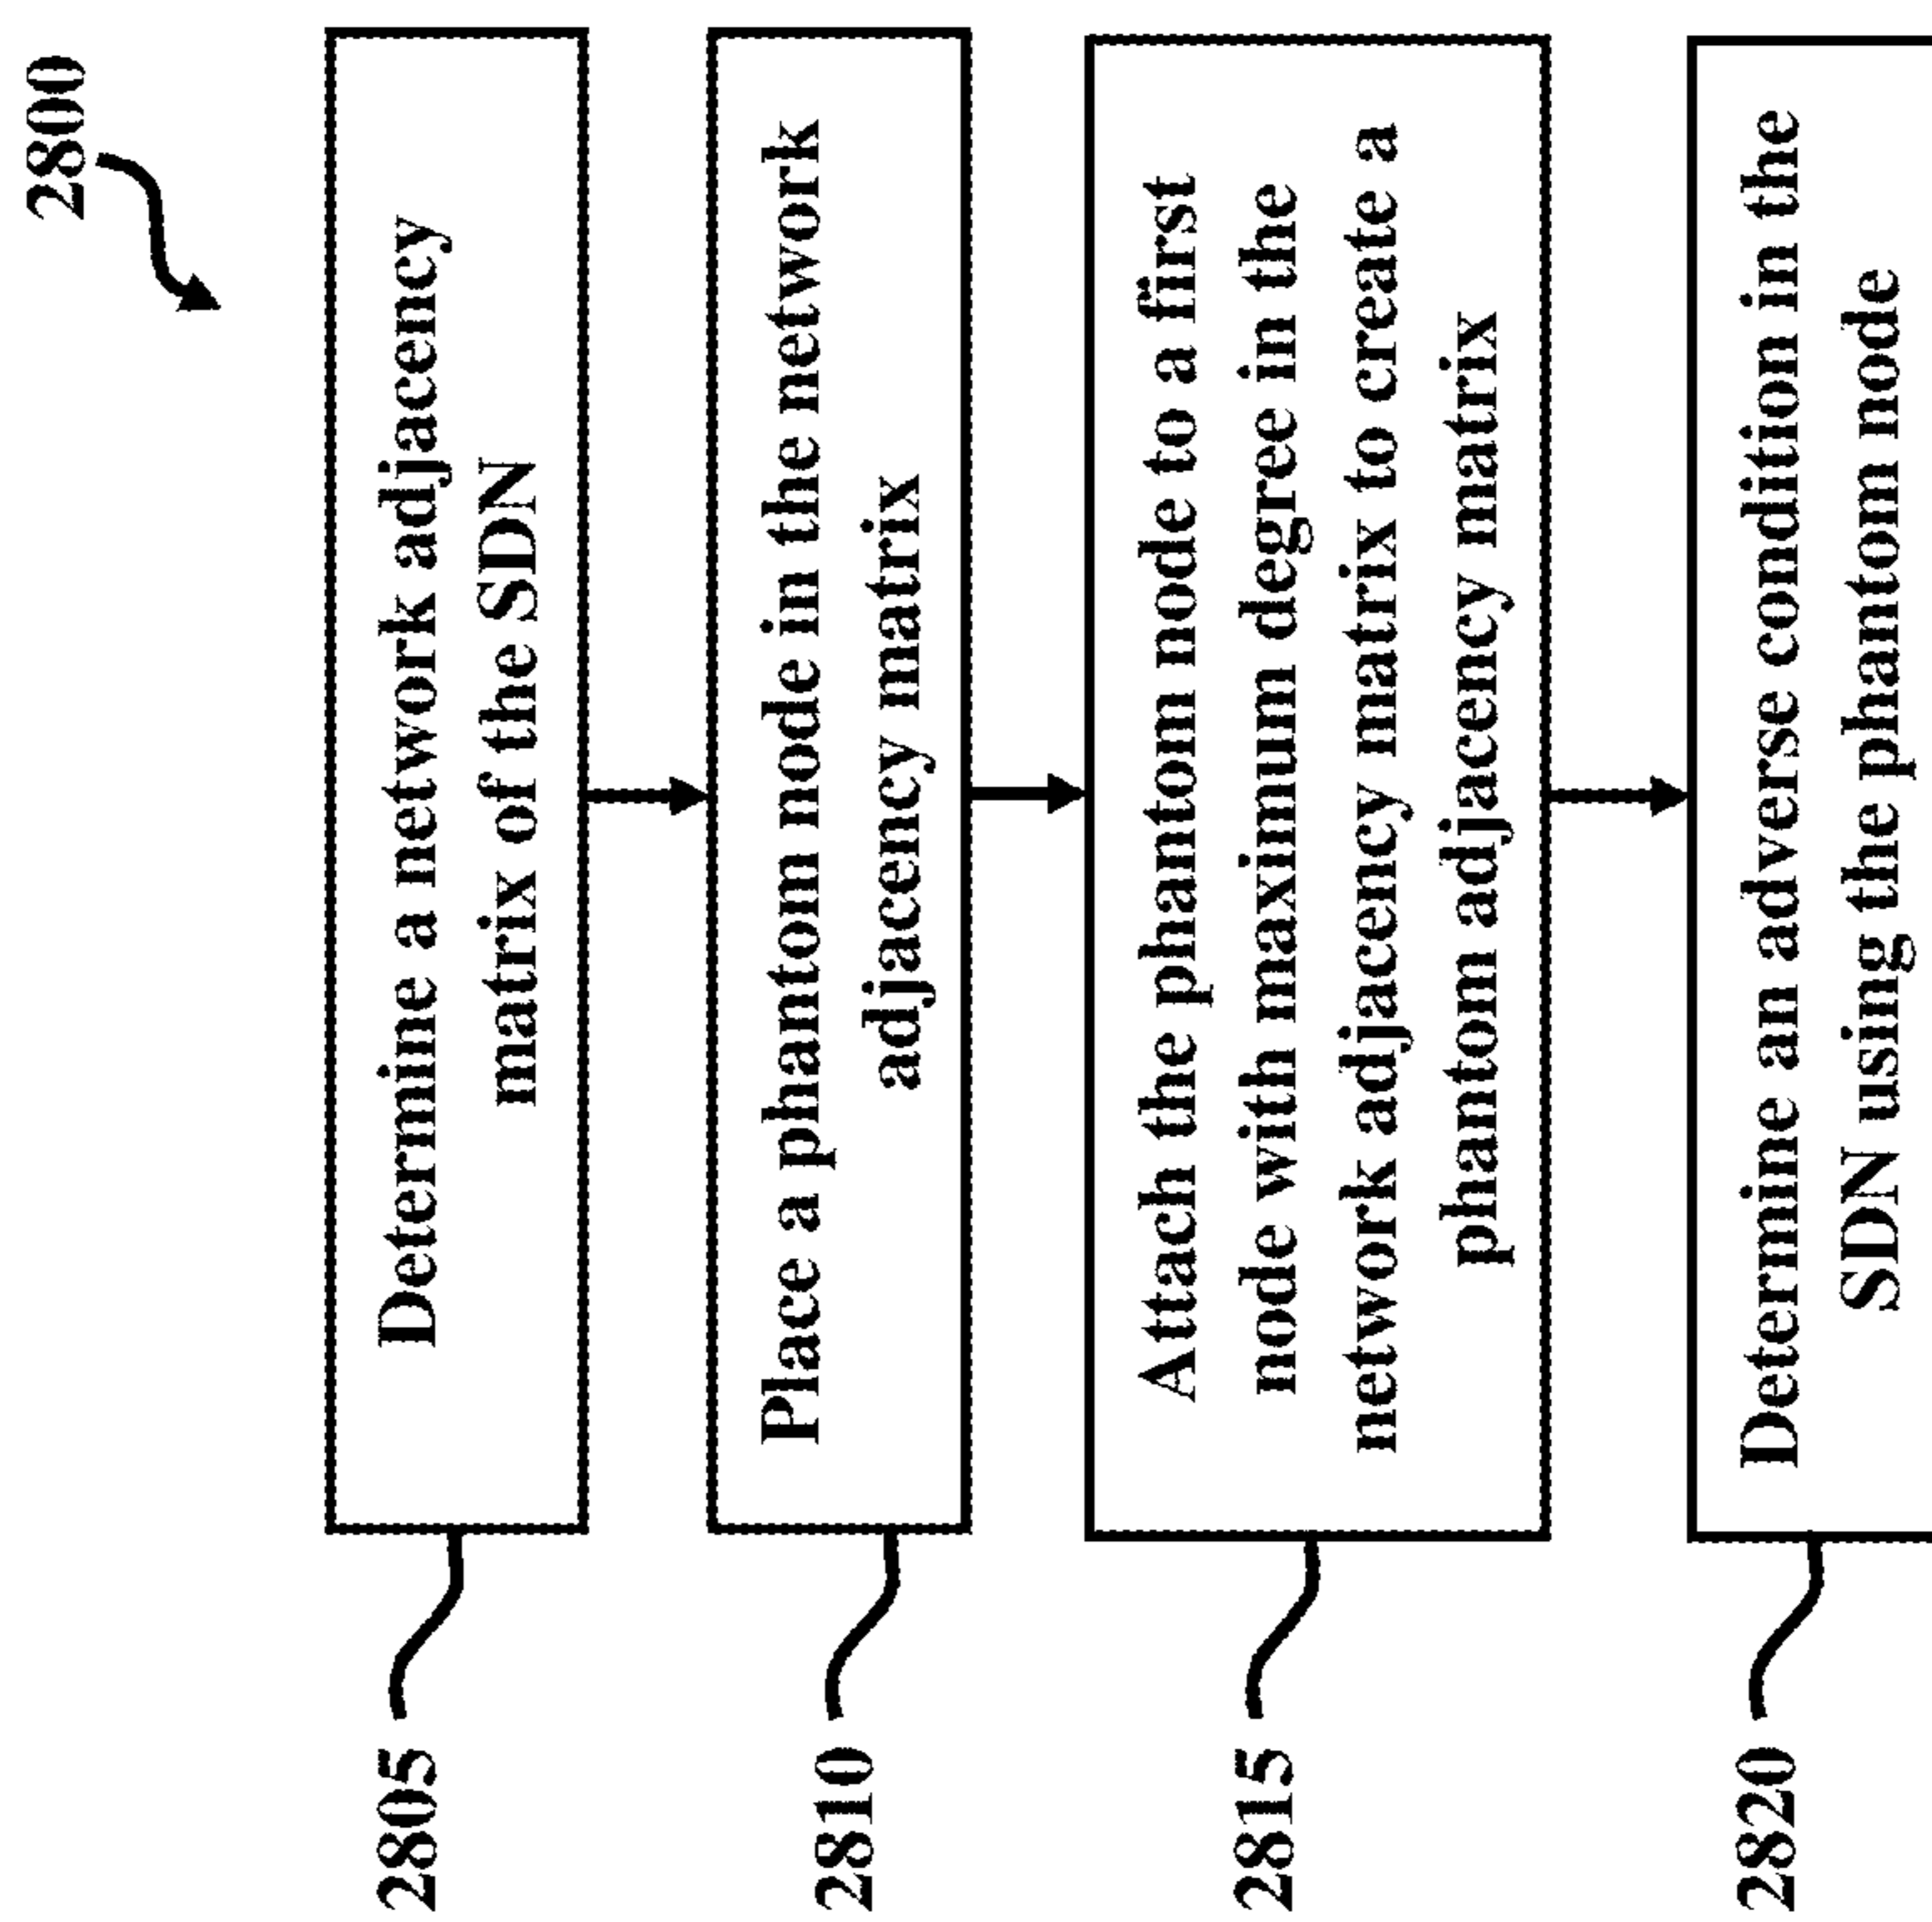 2800
2805
Determine a network adjacency
matrix of the SDN
2810
Place a phantom node in the network
adjacency matrix
2815
Attach the phantom node to a first
node with maximum degree in the
network adjacency matrix to create a
phantom adjacency matrix
2820
Determine an adverse condition in the
SDN using the phantom node